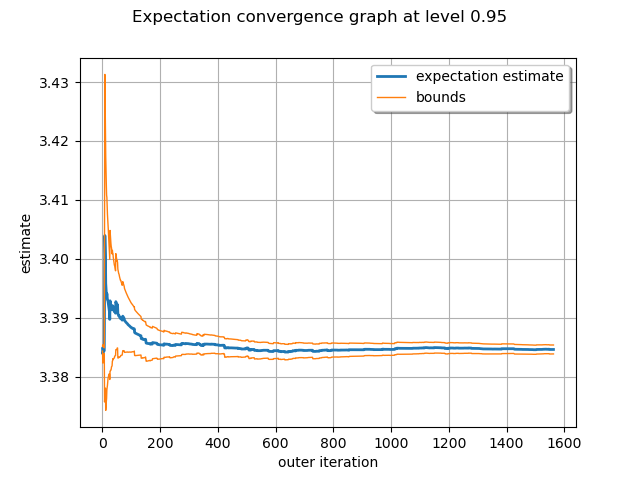 Expectation convergence graph at level 0.95
expectation estimate
bounds
3.43
3.42
3.41
3.40
3.39
3.38
estimate
0 200 400 600 800 1000 1200 1400 1600
outer iteration